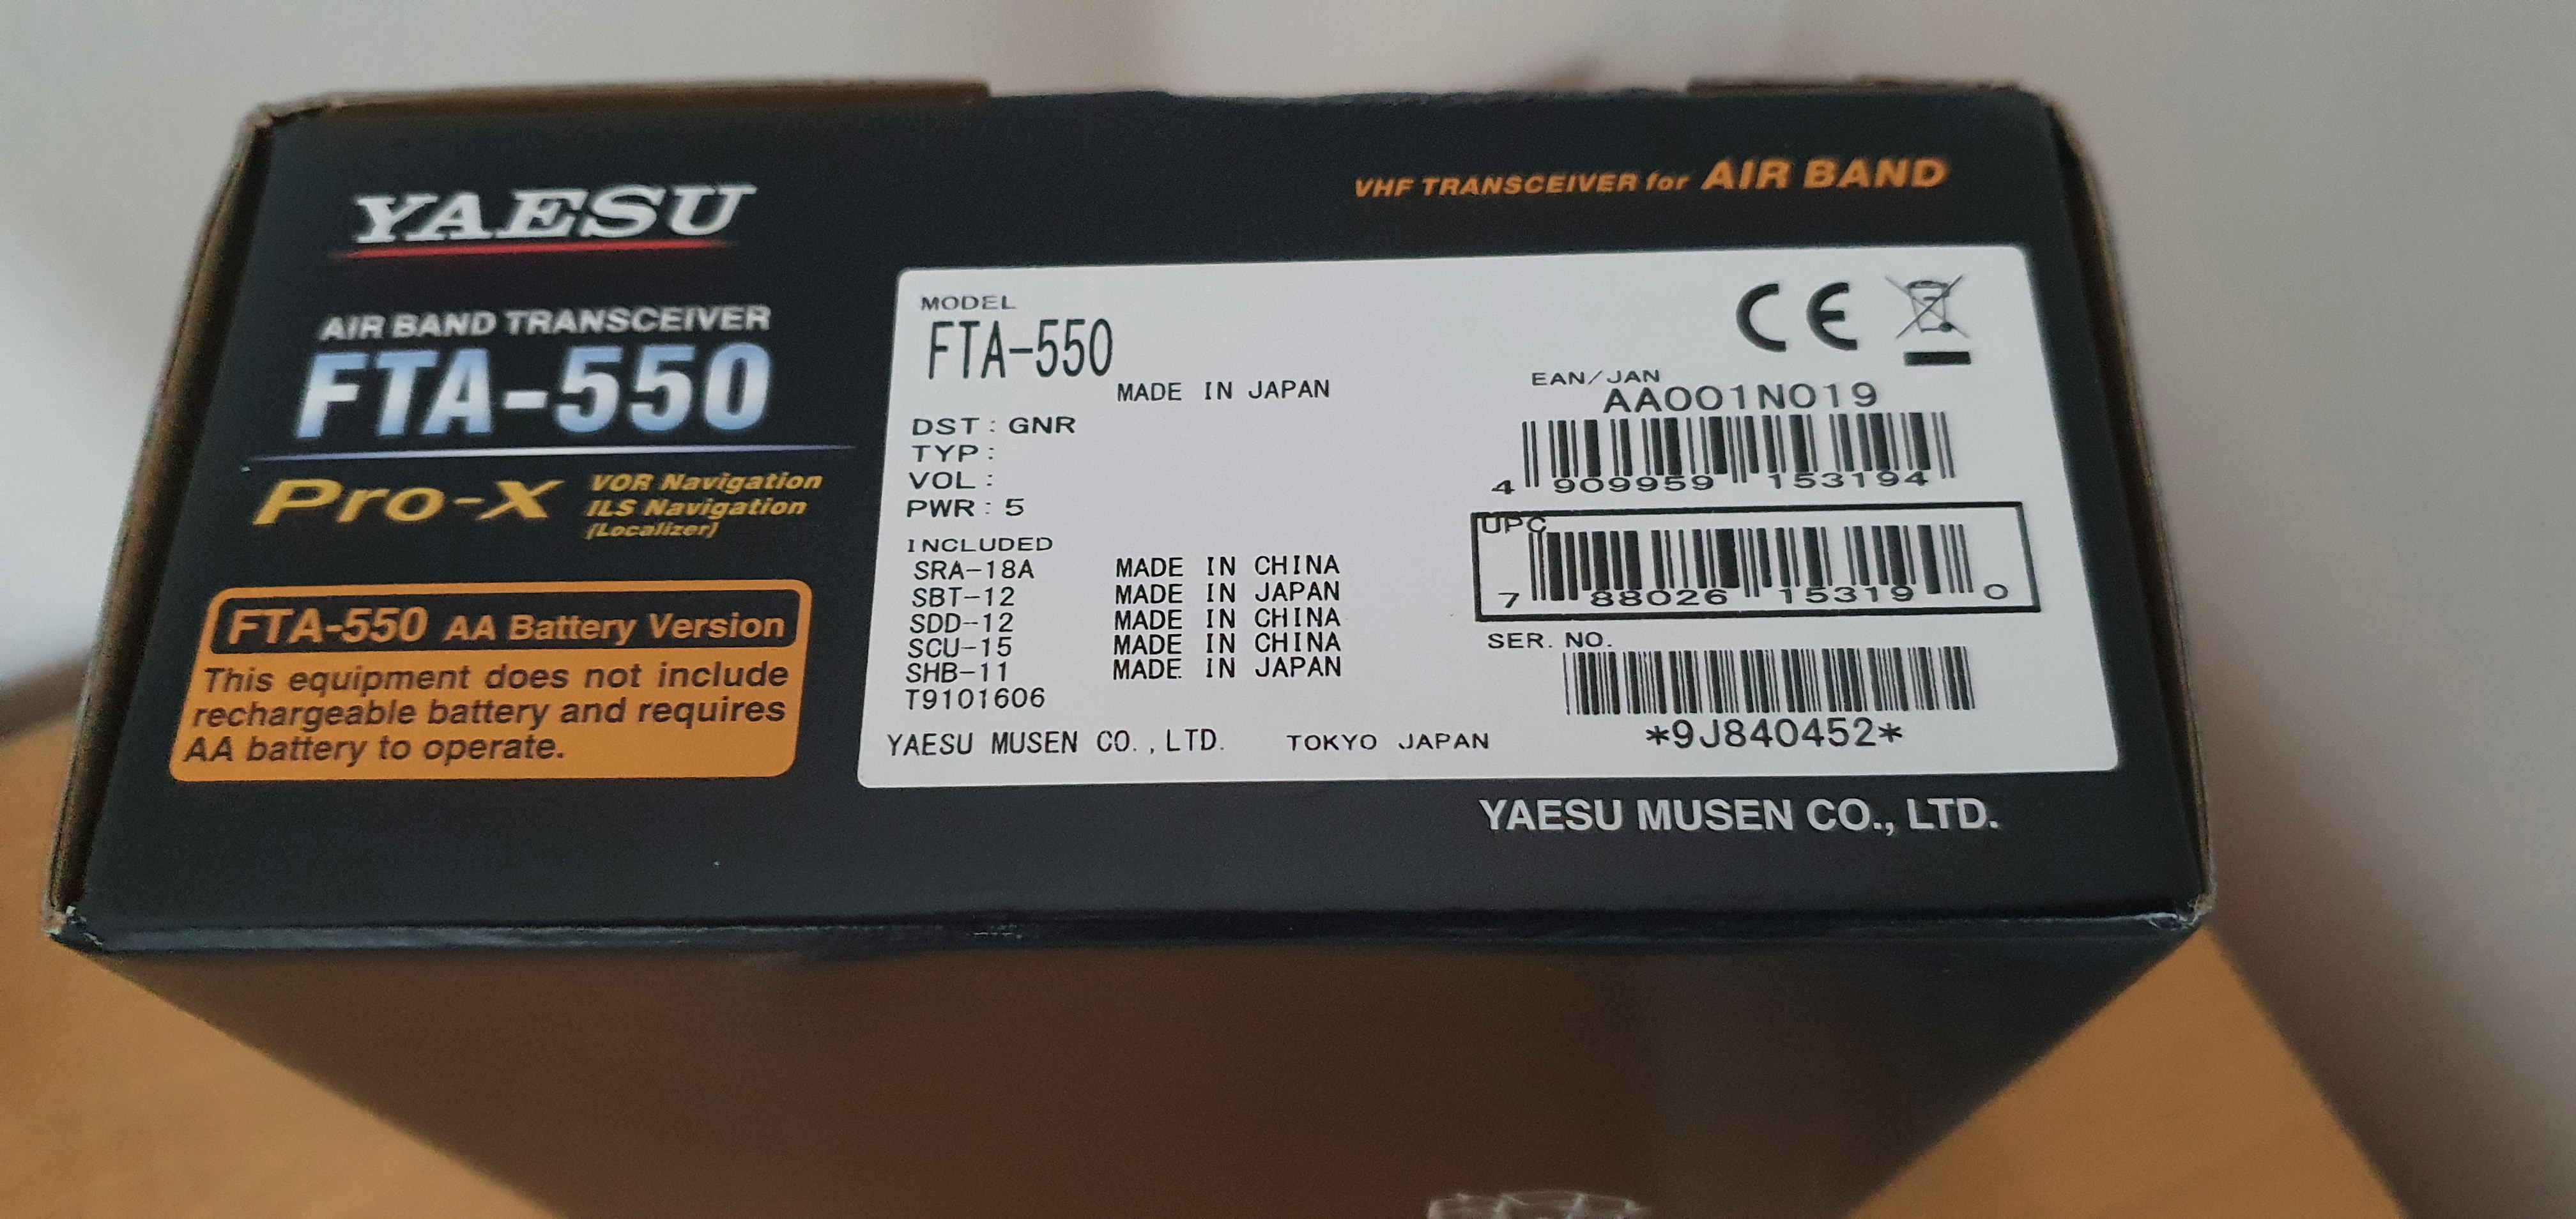 YAESU
VHF TRANSCEIVER for AIR BAND
AIR BAND TRANSCEIVER
FTA-550
Pro-X
VOR Navigation
ILS Navigation
(Localizer)
FTA-550 AA Battery Version
This equipment does not include
rechargeable battery and requires
AA battery to operate.
MODEL
FTA-550
MADE IN JAPAN
DST : GNR
TYP :
VOL :
PWR : 5
INCLUDED
SRA-18A MADE IN CHINA
SBT-12 MADE IN JAPAN
SDD-12 MADE IN CHINA
SCU-15 MADE IN CHINA
SHB-11 MADE IN JAPAN
T9101606
YAESU MUSEN CO.,LTD. TOKYO JAPAN
CE
EAN/JAN
AA001N019
4 909959 153194
UPC
7 88026 15319 0
SER. NO.
*9J840452*
YAESU MUSEN CO., LTD.